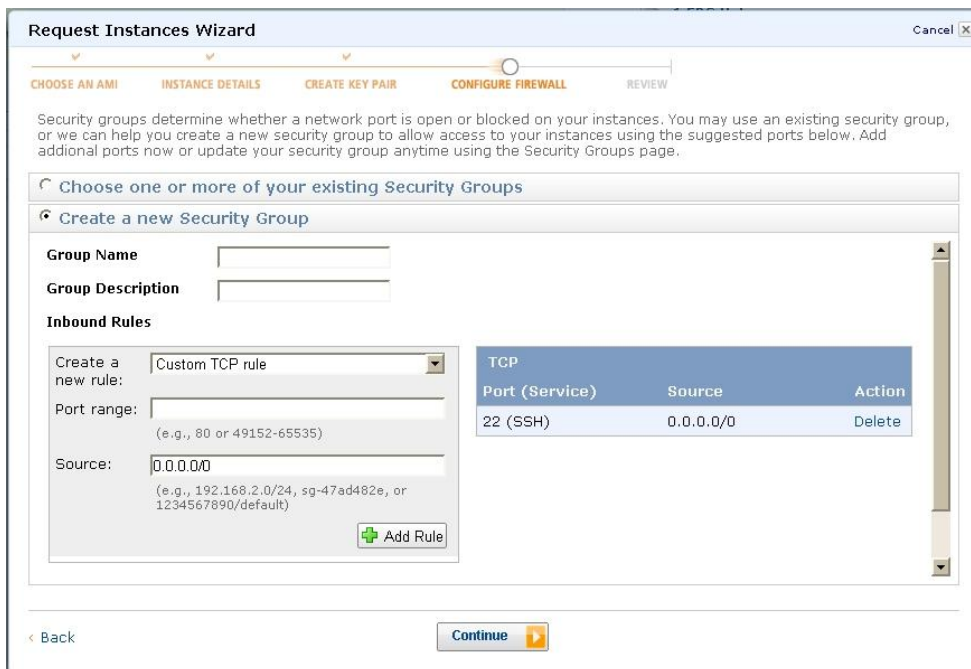 Request Instances Wizard
Cancel
CHOOSE AN AMI INSTANCE DETAILS CREATE KEY PAIR CONFIGURE FIREWALL REVIEW
Security groups determine whether a network port is open or blocked on your instances. You may use an existing security group,
or we can help you create a new security group to allow access to your instances using the suggested ports below. Add
addional ports now or update your security group anytime using the Security Groups page.
Choose one or more of your existing Security Groups
Create a new Security Group
Group Name
Group Description
Inbound Rules
Create a new rule:
Custom TCP rule
Port range:
(e.g., 80 or 49152-65535)
Source:
0.0.0.0/0
(e.g., 192.168.2.0/24, sg-47ad482e, or
1234567890/default)
Add Rule
TCP
Port (Service) Source Action
22 (SSH) 0.0.0.0/0 Delete
< Back
Continue